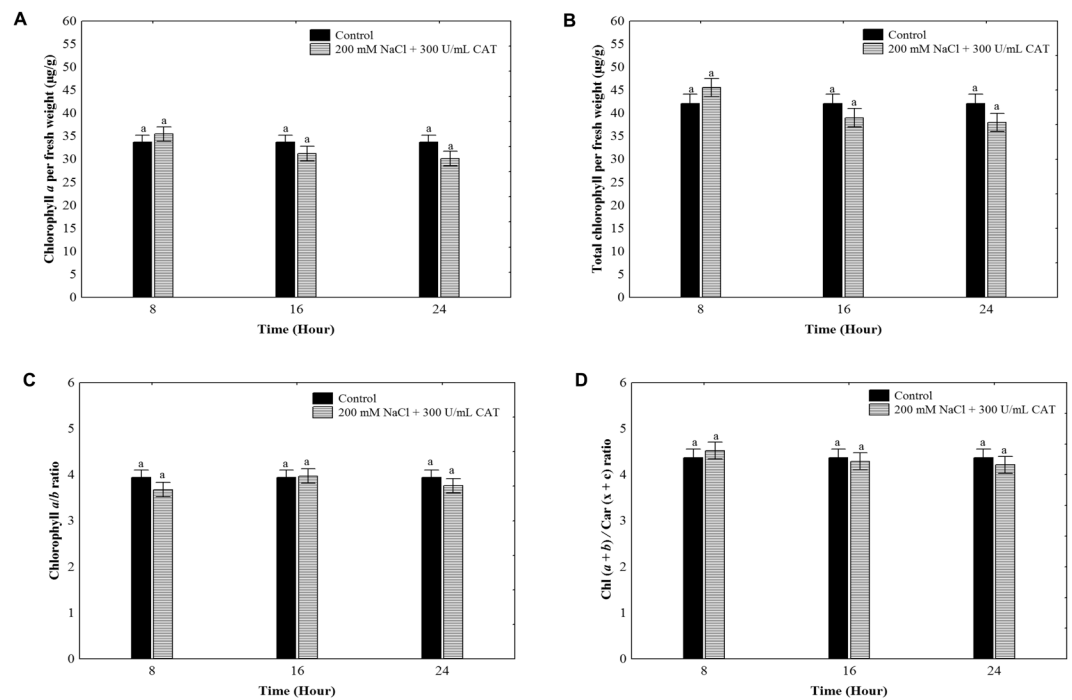 A
Chlorophyll a per fresh weight (µg/g)
60
55
50
45
40
35
30
25
20
15
10
5
0
Control
200 mM NaCl + 300 U/mL CAT
a a a a a a
8 16 24
Time (Hour)
B
Total chlorophyll per fresh weight (µg/g)
60
55
50
45
40
35
30
25
20
15
10
5
0
Control
200 mM NaCl + 300 U/mL CAT
a a a a a a
8 16 24
Time (Hour)
C
Chlorophyll a/b ratio
6
5
4
3
2
1
0
Control
200 mM NaCl + 300 U/mL CAT
a a a a a a
8 16 24
Time (Hour)
D
Chl (a + b) / Car (x + c) ratio
6
5
4
3
2
1
0
Control
200 mM NaCl + 300 U/mL CAT
a a a a a a
8 16 24
Time (Hour)